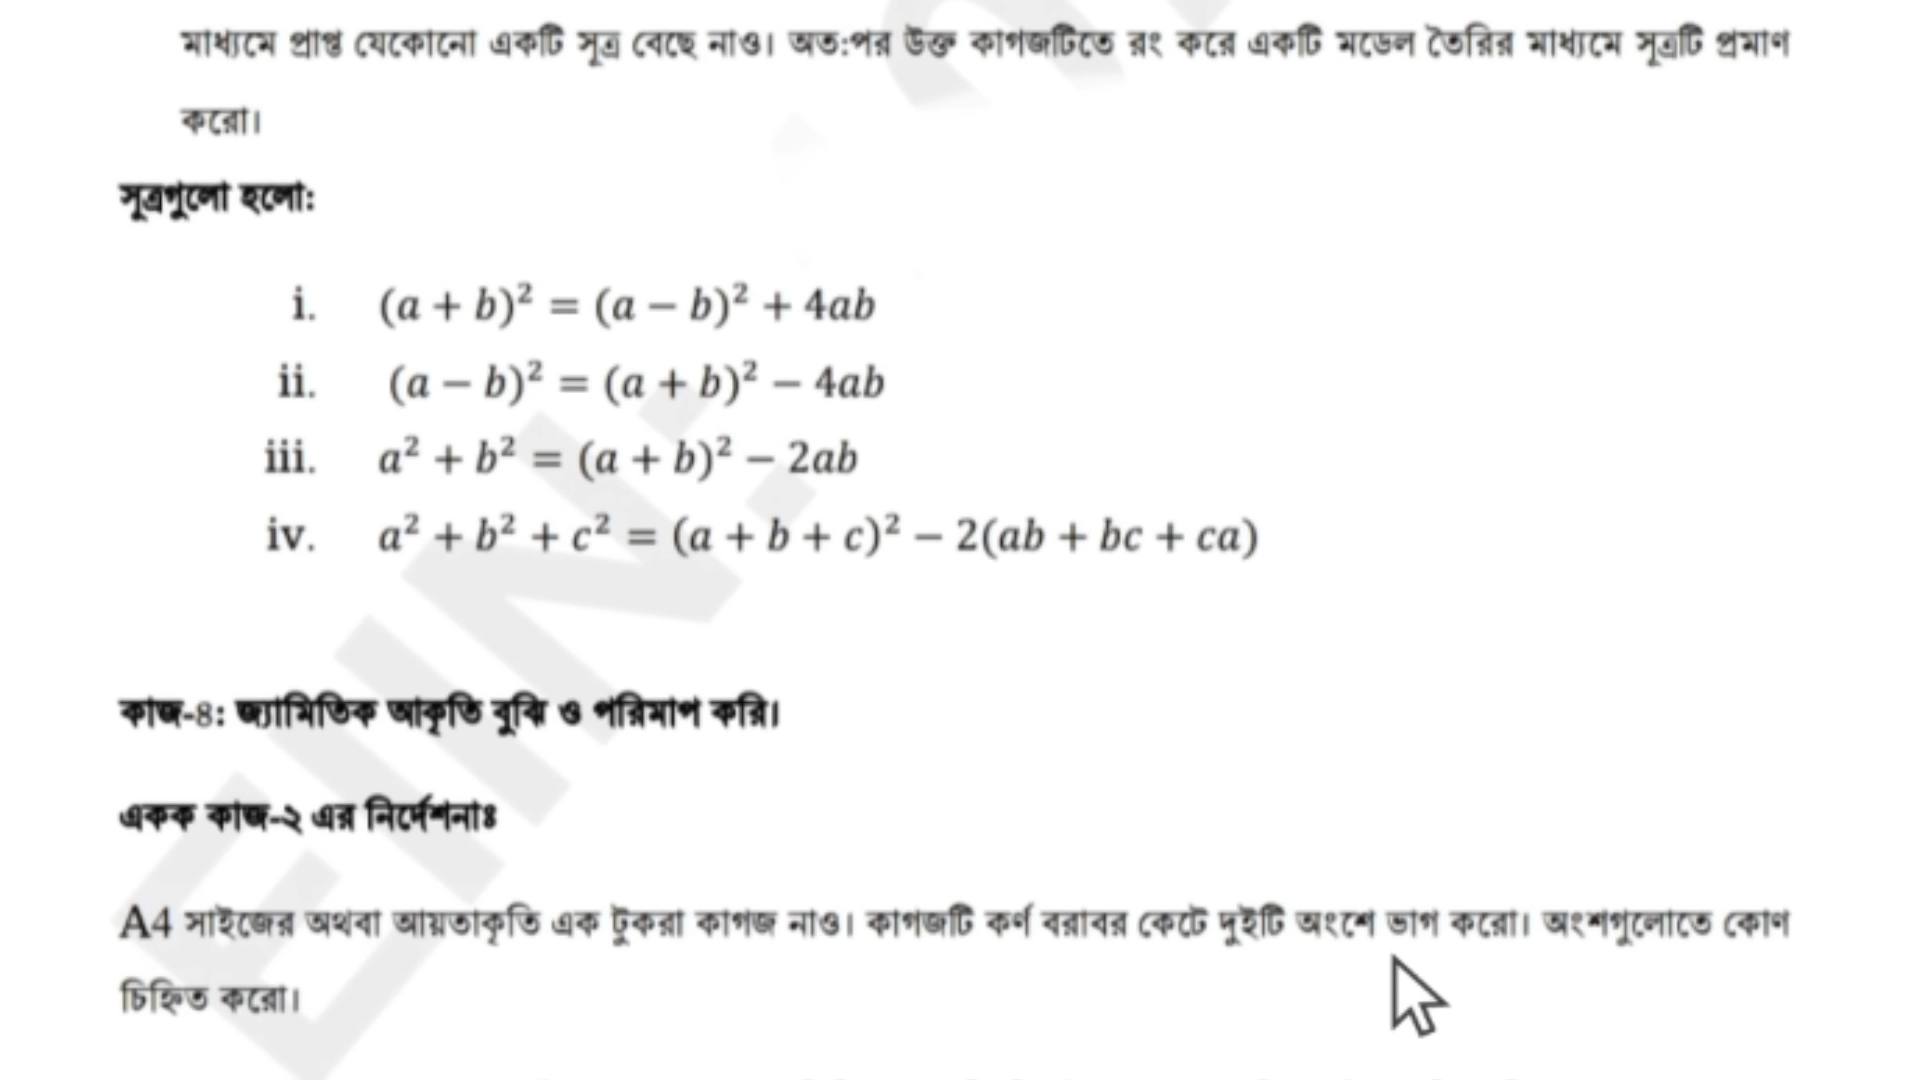 মাধ্যমে প্রাপ্ত যেকোনো একটি সূত্র বেছে নাও। অত:পর উক্ত কাগজটিতে রং করে একটি মডেল তৈরির মাধ্যমে সূত্রটি প্রমাণ
করো।
সূত্রগুলো হলো:
i. (a + b)² = (a − b)² + 4ab
ii. (a − b)² = (a + b)² − 4ab
iii. a² + b² = (a + b)² − 2ab
iv. a² + b² + c² = (a + b + c)² − 2(ab + bc + ca)
কাজ-৪: জ্যামিতিক আকৃতি বুঝি ও পরিমাপ করি।
একক কাজ-২ এর নির্দেশনাঃ
A4 সাইজের অথবা আয়তাকৃতি এক টুকরা কাগজ নাও। কাগজটি কর্ণ বরাবর কেটে দুইটি অংশে ভাগ করো। অংশগুলোতে কোণ
চিহ্নিত করো।
EIIN: